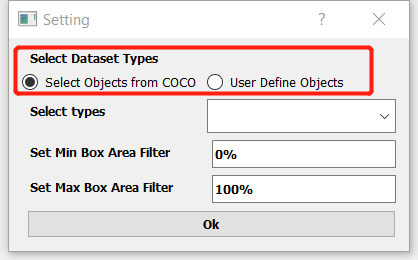 Setting
Select Dataset Types
Select Objects from COCO User Define Objects
Select types
Set Min Box Area Filter 0%
Set Max Box Area Filter 100%
Ok